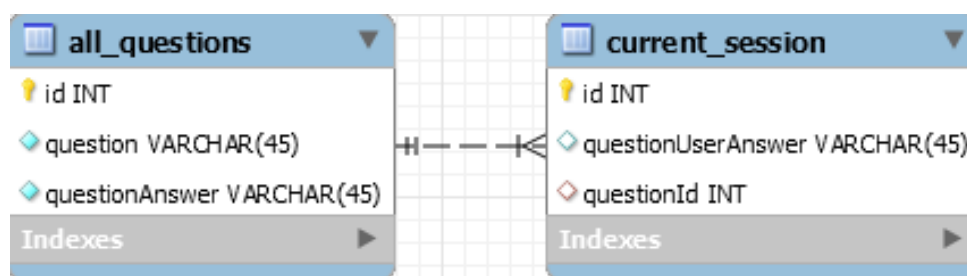 all_questions
id INT
question VARCHAR(45)
questionAnswer VARCHAR(45)
Indexes
current_session
id INT
questionUserAnswer VARCHAR(45)
questionId INT
Indexes